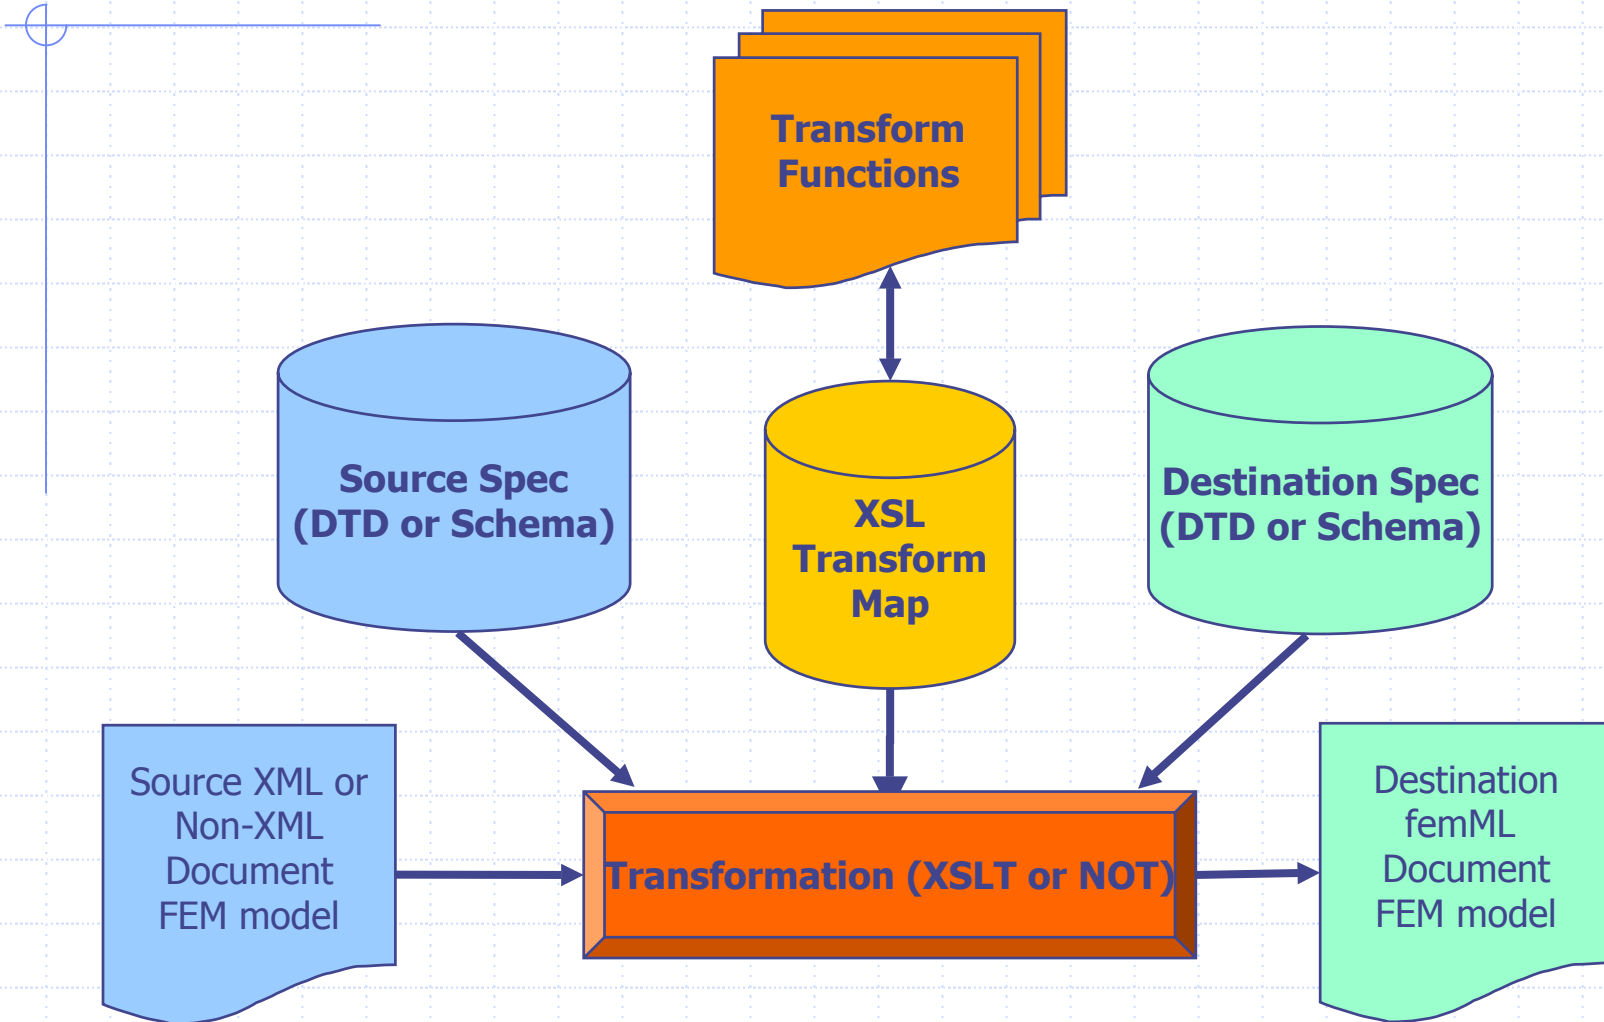 Transform
Functions
Source Spec
(DTD or Schema)
XSL
Transform
Map
Destination Spec
(DTD or Schema)
Source XML or
Non-XML
Document
FEM model
Transformation (XSLT or NOT)
Destination
femML
Document
FEM model